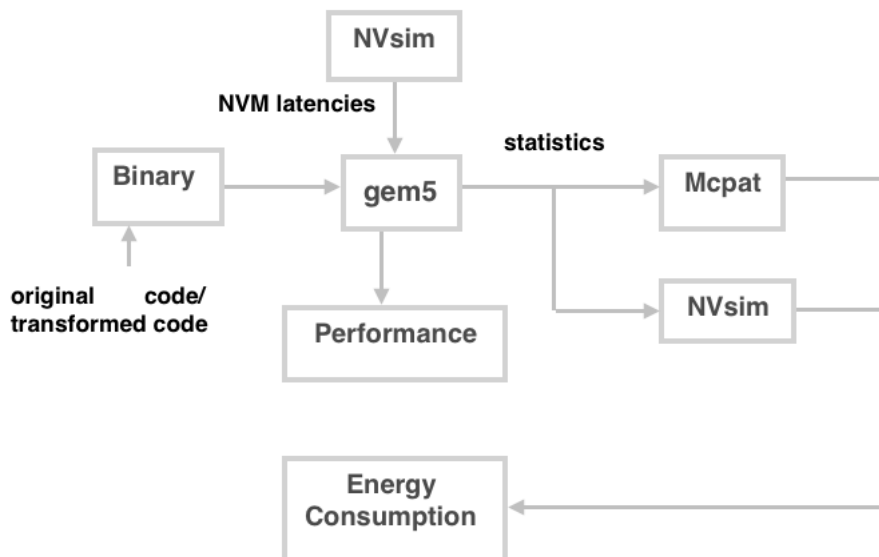 NVsim
NVM latencies
statistics
Binary
gem5
Mcpat
original code/
transformed code
NVsim
Performance
Energy
Consumption